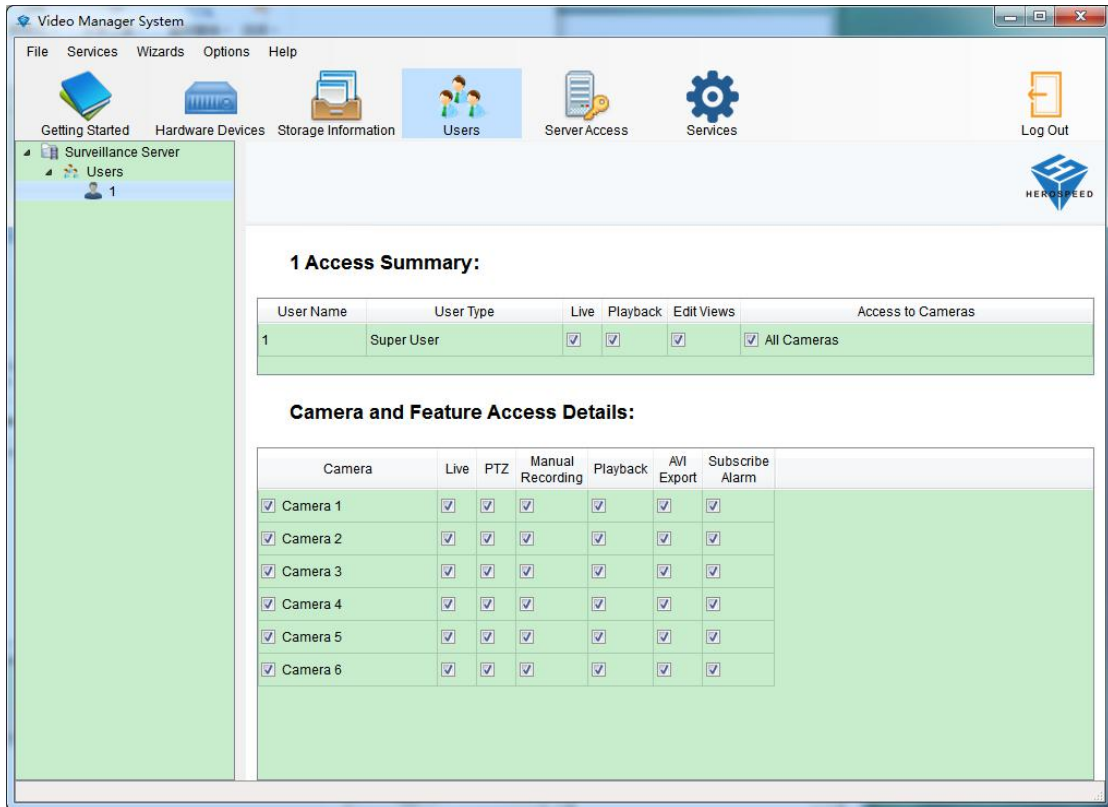 Video Manager System
File Services Wizards Options Help
Getting Started Hardware Devices Storage Information Users Server Access Services Log Out
Surveillance Server
Users
1
HEROSPEED
1 Access Summary:
User Name User Type Live Playback Edit Views Access to Cameras
1 Super User All Cameras
Camera and Feature Access Details:
Camera Live PTZ Manual Recording Playback AVI Export Subscribe Alarm
Camera 1
Camera 2
Camera 3
Camera 4
Camera 5
Camera 6